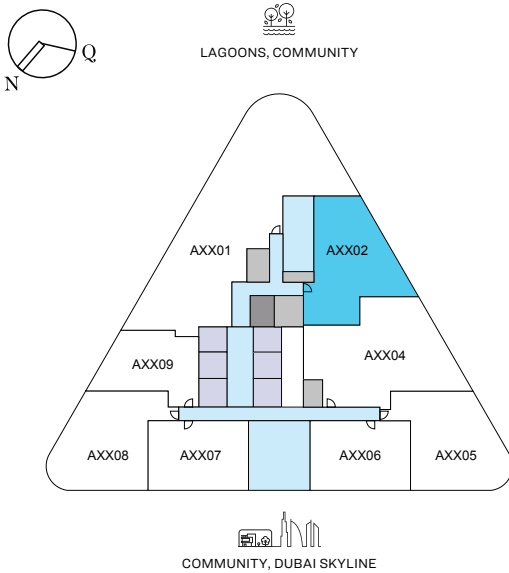 Q
N
LAGOONS, COMMUNITY
AXX01
AXX02
AXX04
AXX09
AXX08
AXX07
AXX06
AXX05
COMMUNITY, DUBAI SKYLINE